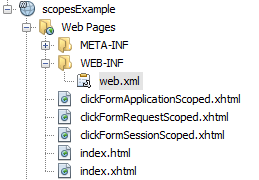 scopesExample
Web Pages
META-INF
WEB-INF
web.xml
clickFormApplicationScoped.xhtml
clickFormRequestScoped.xhtml
clickFormSessionScoped.xhtml
index.html
index.xhtml